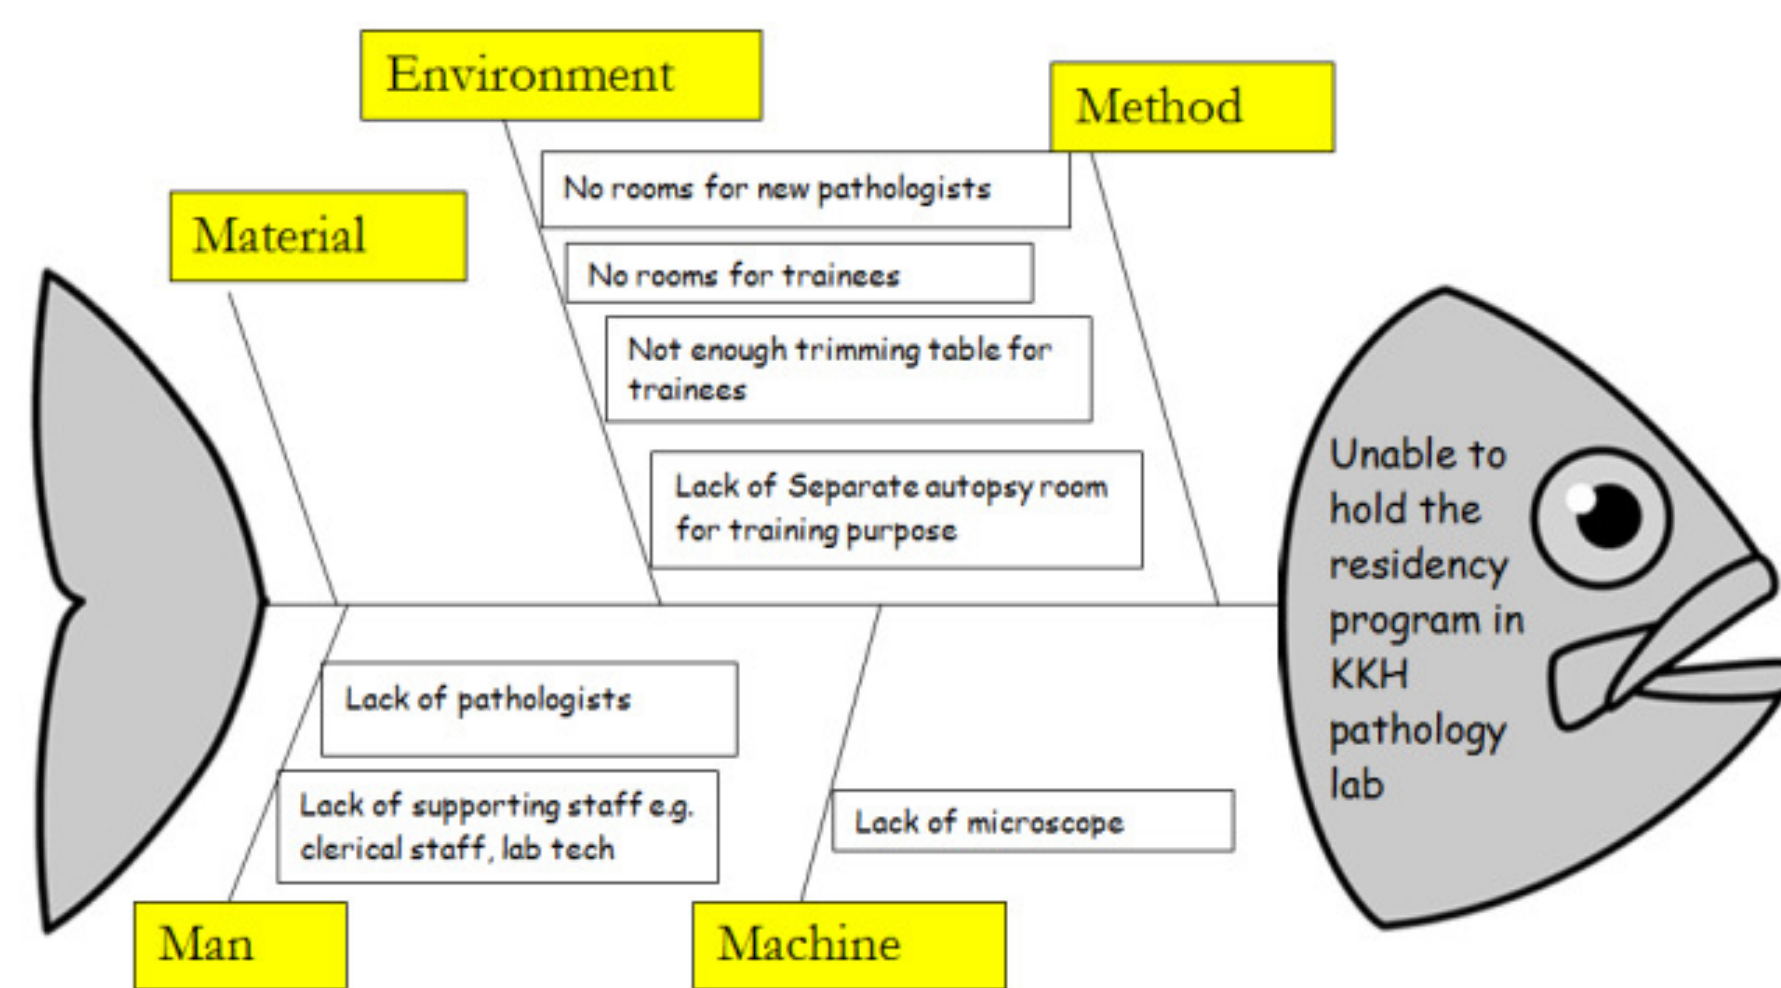 Environment
Method
Material
No rooms for new pathologists
No rooms for trainees
Not enough trimming table for
trainees
Lack of Separate autopsy room
for training purpose
Unable to
hold the
residency
program in
KKH
pathology
lab
Lack of pathologists
Lack of supporting staff e.g.
clerical staff, lab tech
Lack of microscope
Man
Machine